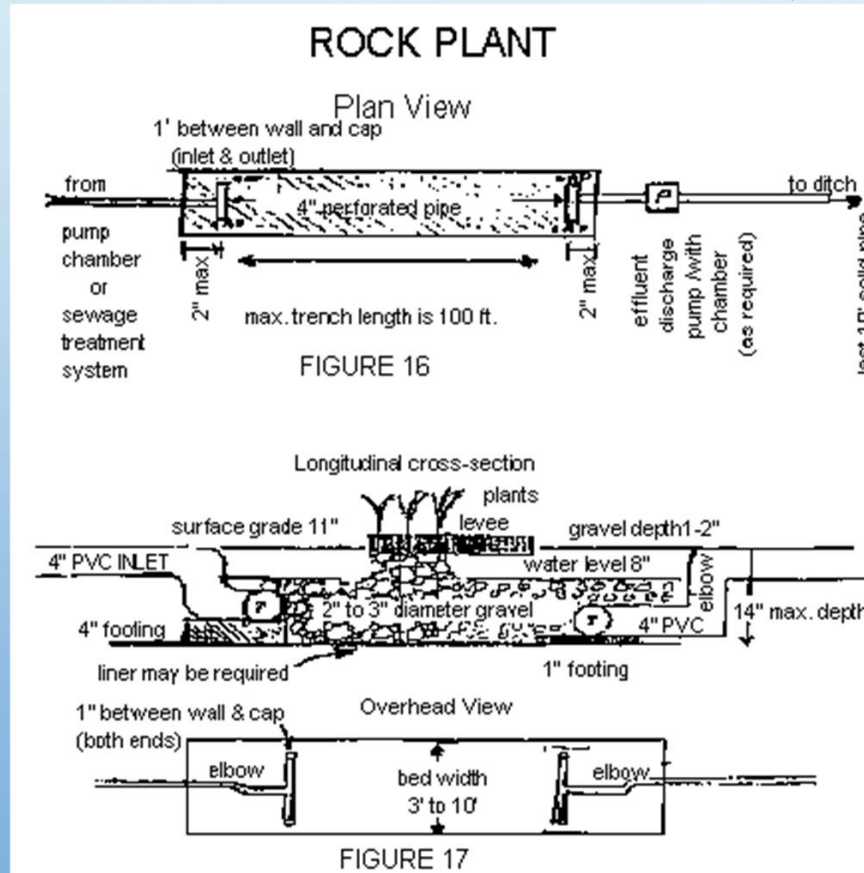 ROCK PLANT
Plan View
1' between wall and cap
(inlet & outlet)
from
4" perforated pipe
P
to ditch
pump
chamber
or
sewage
treatment
system
2" max
max. trench length is 100 ft.
2" max
effluent
discharge
pump /with
chamber
(as required)
solid pipe
FIGURE 16
Longitudinal cross-section
plants
levee
surface grade 11"
gravel depth1-2"
4" PVC INLET
water level 8"
elbow
2" to 3" diameter gravel
14" max. depth
4" footing
4" PVC
liner may be required
1" footing
1" between wall & cap
(both ends)
Overhead View
elbow
bed width
3' to 10'
elbow
FIGURE 17